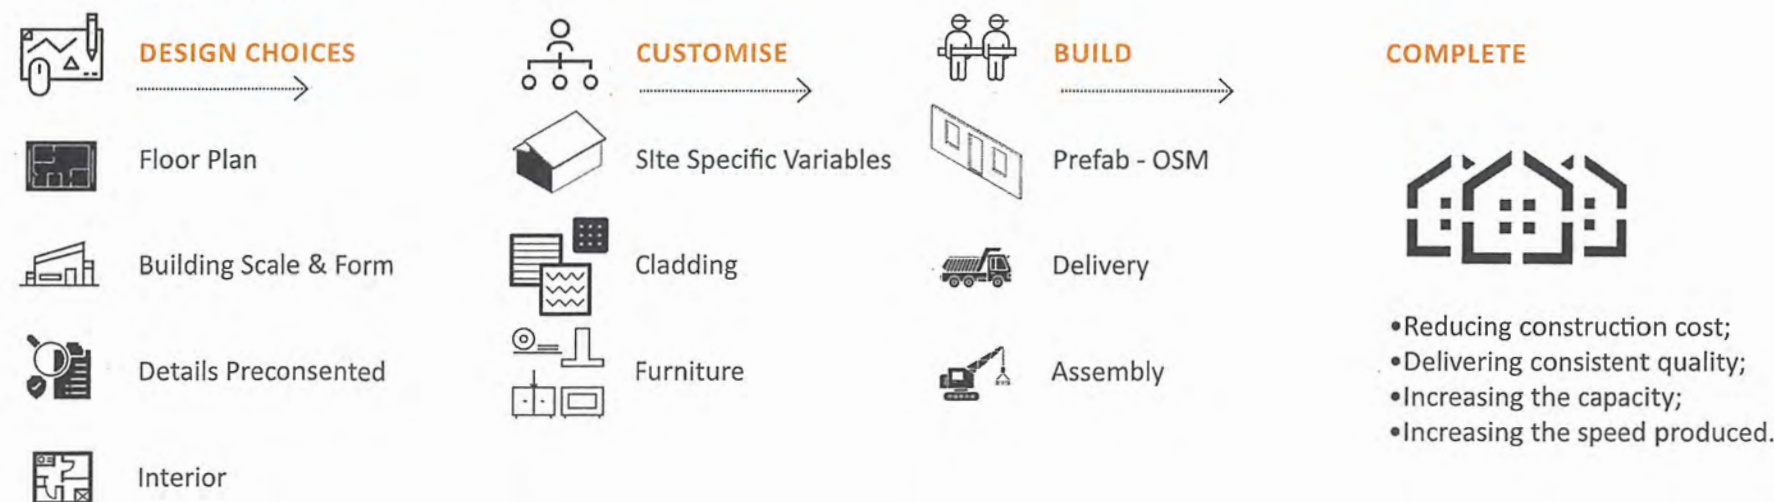 DESIGN CHOICES
Floor Plan
Building Scale & Form
Details Preconsented
Interior
CUSTOMISE
SIte Specific Variables
Cladding
Furniture
BUILD
Prefab - OSM
Delivery
Assembly
COMPLETE
•Reducing construction cost;
•Delivering consistent quality;
•Increasing the capacity;
•Increasing the speed produced.